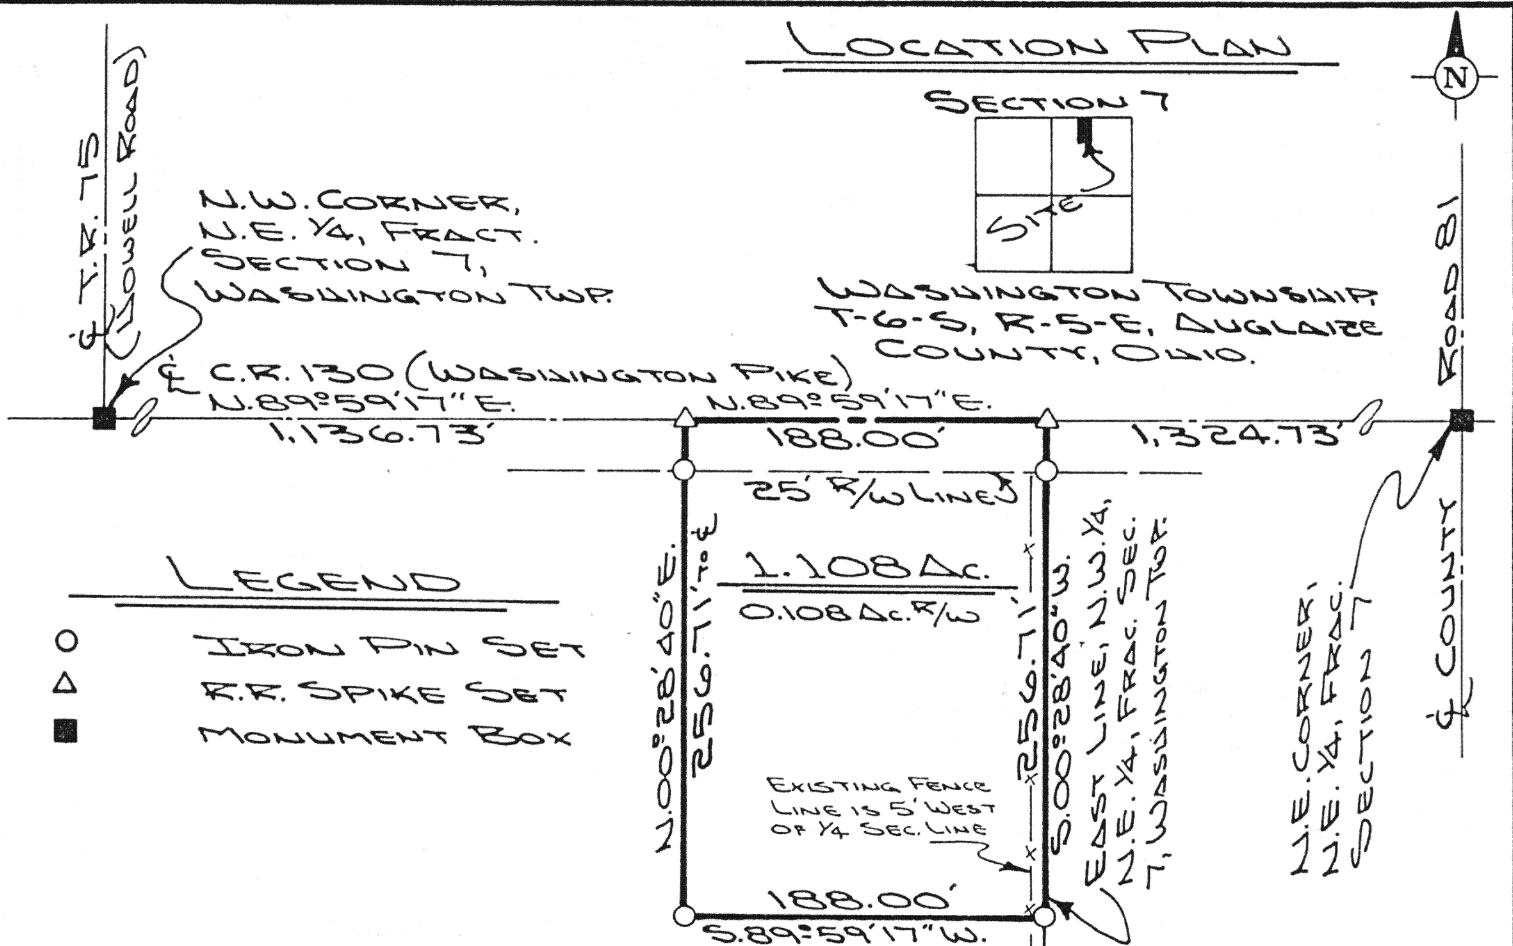 LOCATION PLAN
N
SECTION 7
SITE
WASHINGTON TOWNSHIP,
T-6-S, R-5-E, AUGLAIZE
COUNTY, OHIO.
℄ T.R. 75
(LOWELL ROAD)
N.W. CORNER,
N.E. 1/4, FRACT.
SECTION 7,
WASHINGTON TWP.
℄ C.R. 130 (WASHINGTON PIKE)
N.89°59'17"E.
1,136.73'
N.89°59'17"E.
188.00'
1,324.73'
25' R/W LINE
℄ COUNTY ROAD 81
1.108 AC.
0.108 AC. R/W
N.00°28'40"E.
256.71' TO ℄
256.71'
S.00°28'40"W.
EAST LINE, N.W. 1/4,
N.E. 1/4, FRAC. SEC.
7, WASHINGTON TWP.
N.E. CORNER,
N.E. 1/4, FRAC.
SECTION 7
LEGEND
IRON PIN SET
R.R. SPIKE SET
MONUMENT BOX
EXISTING FENCE
LINE IS 5' WEST
OF 1/4 SEC. LINE
188.00'
S.89°59'17"W.